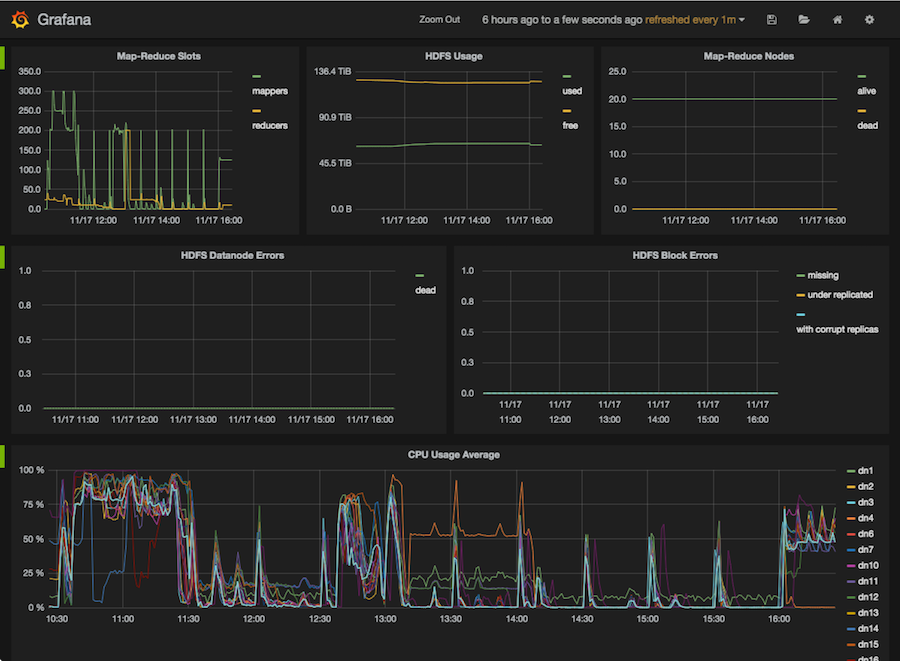 Grafana
Zoom Out 6 hours ago to a few seconds ago refreshed every 1m
Map-Reduce Slots
350.0
300.0
250.0
200.0
150.0
100.0
50.0
0.0
11/17 12:00 11/17 14:00 11/17 16:00
mappers
reducers
HDFS Usage
136.4 TiB
90.9 TiB
45.5 TiB
0.0 B
11/17 12:00 11/17 14:00 11/17 16:00
used
free
Map-Reduce Nodes
25.0
20.0
15.0
10.0
5.0
0.0
11/17 12:00 11/17 14:00 11/17 16:00
alive
dead
HDFS Datanode Errors
1.0
0.8
0.5
0.3
0.0
11/17 11:00 11/17 12:00 11/17 13:00 11/17 14:00 11/17 15:00 11/17 16:00
dead
HDFS Block Errors
1.0
0.8
0.5
0.3
0.0
11/17 11/17 11/17 11/17 11/17 11/17
11:00 12:00 13:00 14:00 15:00 16:00
missing
under replicated
with corrupt replicas
CPU Usage Average
100 %
75 %
50 %
25 %
0 %
10:30 11:00 11:30 12:00 12:30 13:00 13:30 14:00 14:30 15:00 15:30 16:00
dn1
dn2
dn3
dn4
dn6
dn7
dn10
dn11
dn12
dn13
dn14
dn15
dn16